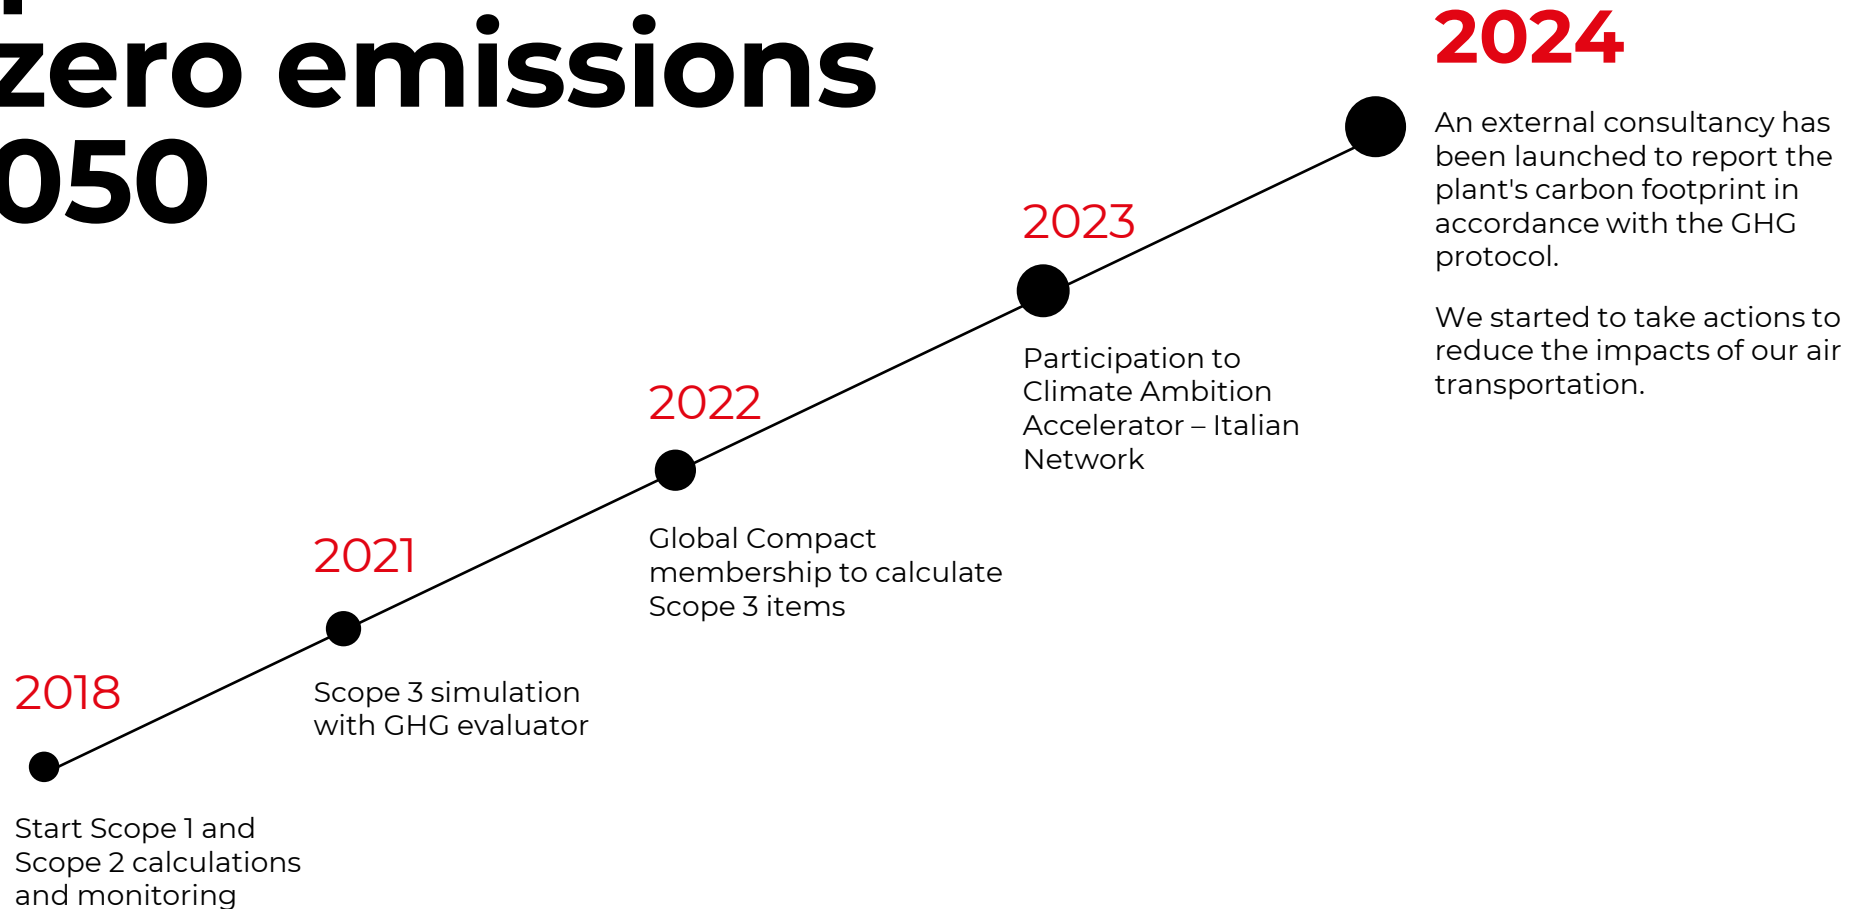 zero emissions
050
2024
An external consultancy has
been launched to report the
plant's carbon footprint in
accordance with the GHG
protocol.
We started to take actions to
reduce the impacts of our air
transportation.
2023
Participation to
Climate Ambition
Accelerator – Italian
Network
2022
Global Compact
membership to calculate
Scope 3 items
2021
Scope 3 simulation
with GHG evaluator
2018
Start Scope 1 and
Scope 2 calculations
and monitoring